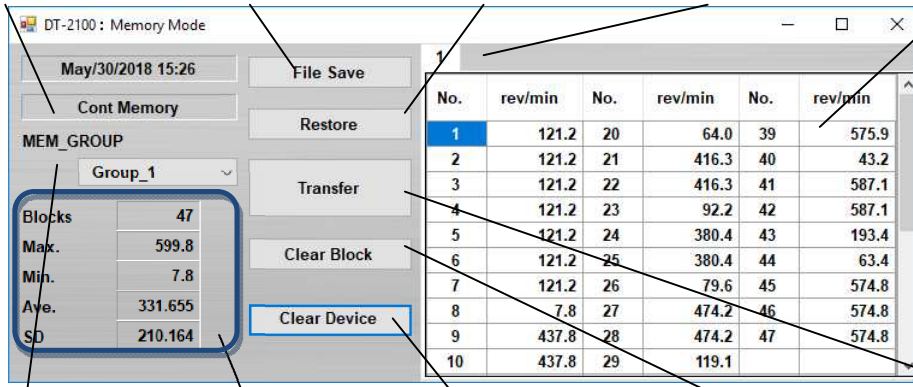 DT-2100 : Memory Mode
May/30/2018 15:26
Cont Memory
MEM_GROUP
Group_1
Blocks 47
Max. 599.8
Min. 7.8
Ave. 331.655
SD 210.164
File Save
Restore
Transfer
Clear Block
Clear Device
1
No. rev/min No. rev/min No. rev/min
1 121.2 20 64.0 39 575.9
2 121.2 21 416.3 40 43.2
3 121.2 22 416.3 41 587.1
4 121.2 23 92.2 42 587.1
5 121.2 24 380.4 43 193.4
6 121.2 25 380.4 44 63.4
7 121.2 26 79.6 45 574.8
8 7.8 27 474.2 46 574.8
9 437.8 28 474.2 47 574.8
10 437.8 29 119.1